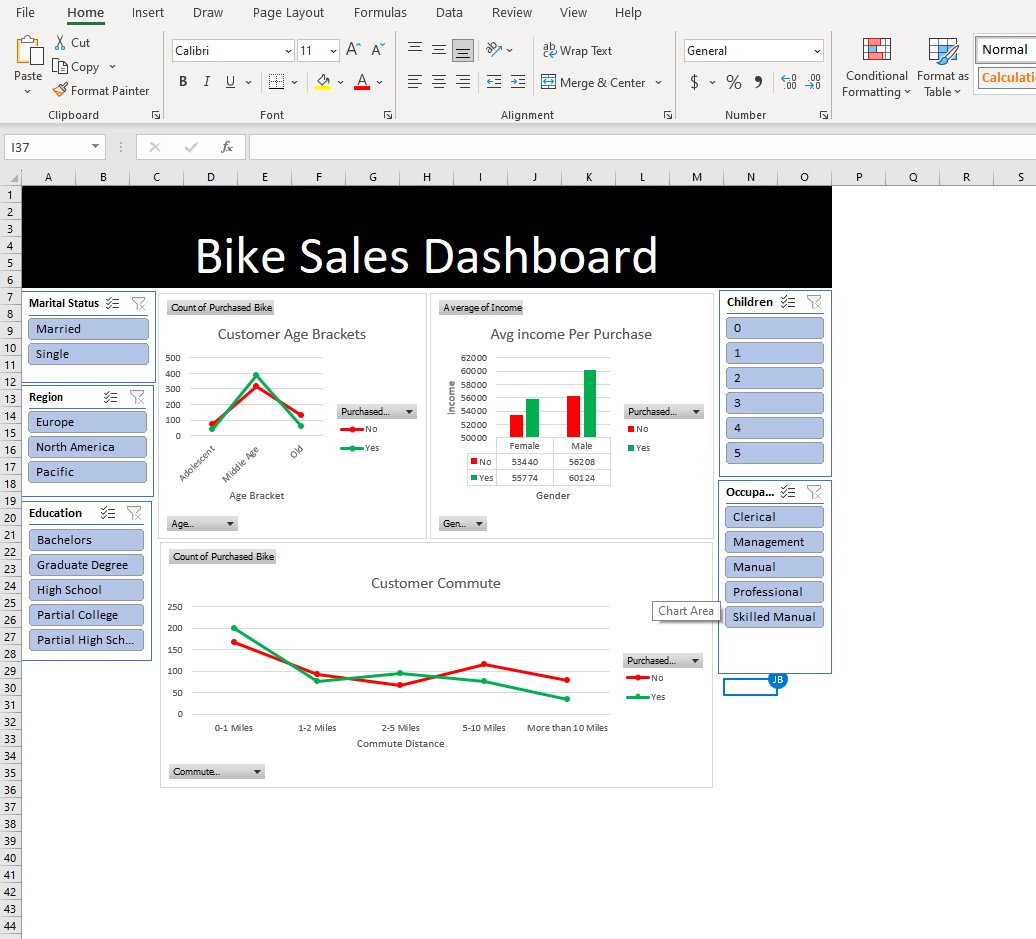 File Home Insert Draw Page Layout Formulas Data Review View Help
Paste
Cut
Copy
Format Painter
Clipboard
Calibri 11
B I U
Font
Wrap Text
Merge & Center
Alignment
General
$ % 9
Number
Conditional Formatting
Format as Table
Normal
Calculati
I37
fx
A B C D E F G H I J K L M N O P Q R S
1
2
3
4
5
6
7
8
9
10
11
12
13
14
15
16
17
18
19
20
21
22
23
24
25
26
27
28
29
30
31
32
33
34
35
36
37
38
39
40
41
42
43
44
Bike Sales Dashboard
Marital Status
Married
Single
Region
Europe
North America
Pacific
Education
Bachelors
Graduate Degree
High School
Partial College
Partial High Sch...
Count of Purchased Bike
Customer Age Brackets
500
400
300
200
100
0
Adolescent Middle Age Old
Age Bracket
Purchased...
No
Yes
Age...
Average of Income
Avg income Per Purchase
Income
62000
60000
58000
56000
54000
52000
50000
Female Male
No 53440 56208
Yes 55774 60124
Gender
Purchased...
No
Yes
Gen...
Count of Purchased Bike
Customer Commute
250
200
150
100
50
0
0-1 Miles 1-2 Miles 2-5 Miles 5-10 Miles More than 10 Miles
Commute Distance
Purchased...
No
Yes
Commute...
Chart Area
Children
0
1
2
3
4
5
Occupa...
Clerical
Management
Manual
Professional
Skilled Manual
JB